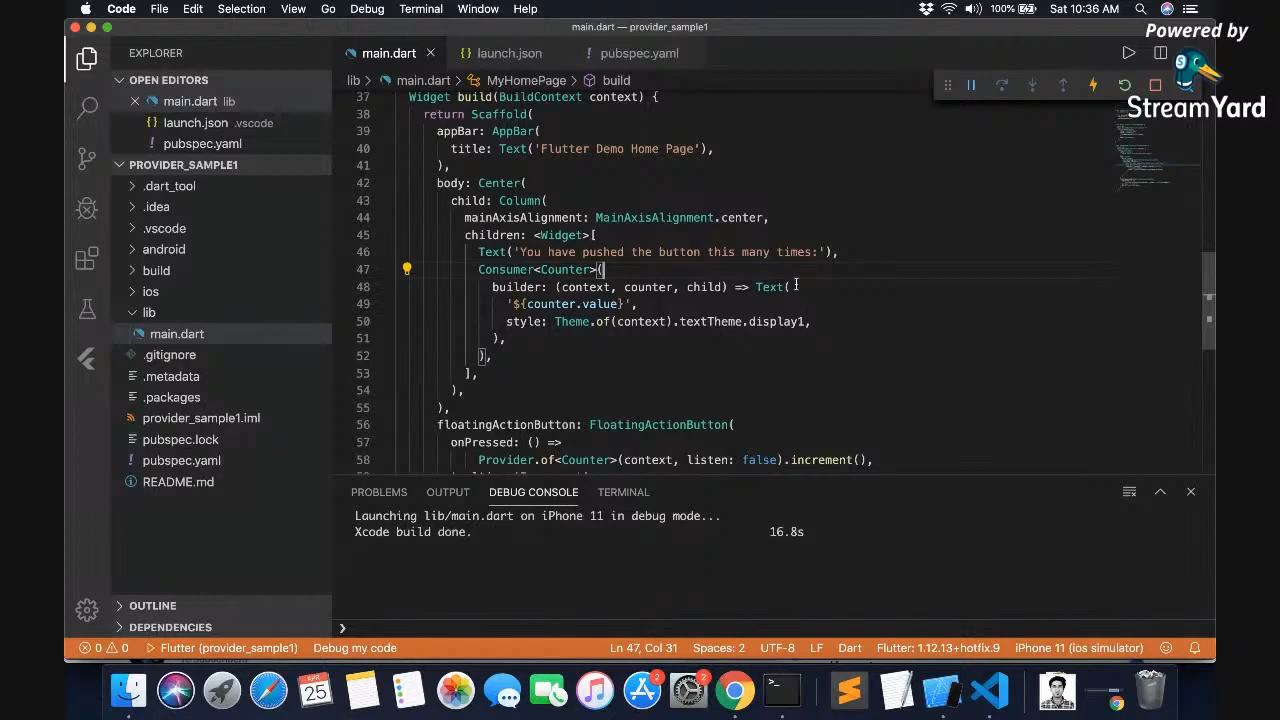 Code File Edit Selection View Go Debug Terminal Window Help 100% Sat 10:36 AM
main.dart — provider_sample1
Powered by
StreamYard
EXPLORER
OPEN EDITORS
main.dart lib
launch.json .vscode
pubspec.yaml
PROVIDER_SAMPLE1
.dart_tool
.idea
.vscode
android
build
ios
lib
main.dart
.gitignore
.metadata
.packages
provider_sample1.iml
pubspec.lock
pubspec.yaml
README.md
OUTLINE
DEPENDENCIES
main.dart launch.json pubspec.yaml
lib main.dart MyHomePage build
37 Widget build(BuildContext context) {
38 return Scaffold(
39 appBar: AppBar(
40 title: Text('Flutter Demo Home Page'),
41 ),
42 body: Center(
43 child: Column(
44 mainAxisAlignment: MainAxisAlignment.center,
45 children: <Widget>[
46 Text('You have pushed the button this many times:'),
47 Consumer<Counter>(
48 builder: (context, counter, child) => Text(
49 '${counter.value}',
50 style: Theme.of(context).textTheme.display1,
51 ),
52 ),
53 ],
54 ),
55 ),
56 floatingActionButton: FloatingActionButton(
57 onPressed: () =>
58 Provider.of<Counter>(context, listen: false).increment(),
PROBLEMS OUTPUT DEBUG CONSOLE TERMINAL
Launching lib/main.dart on iPhone 11 in debug mode...
Xcode build done. 16.8s
0 0 Flutter (provider_sample1) Debug my code Ln 47, Col 31 Spaces: 2 UTF-8 LF Dart Flutter: 1.12.13+hotfix.9 iPhone 11 (ios simulator)
APR
25
2
2